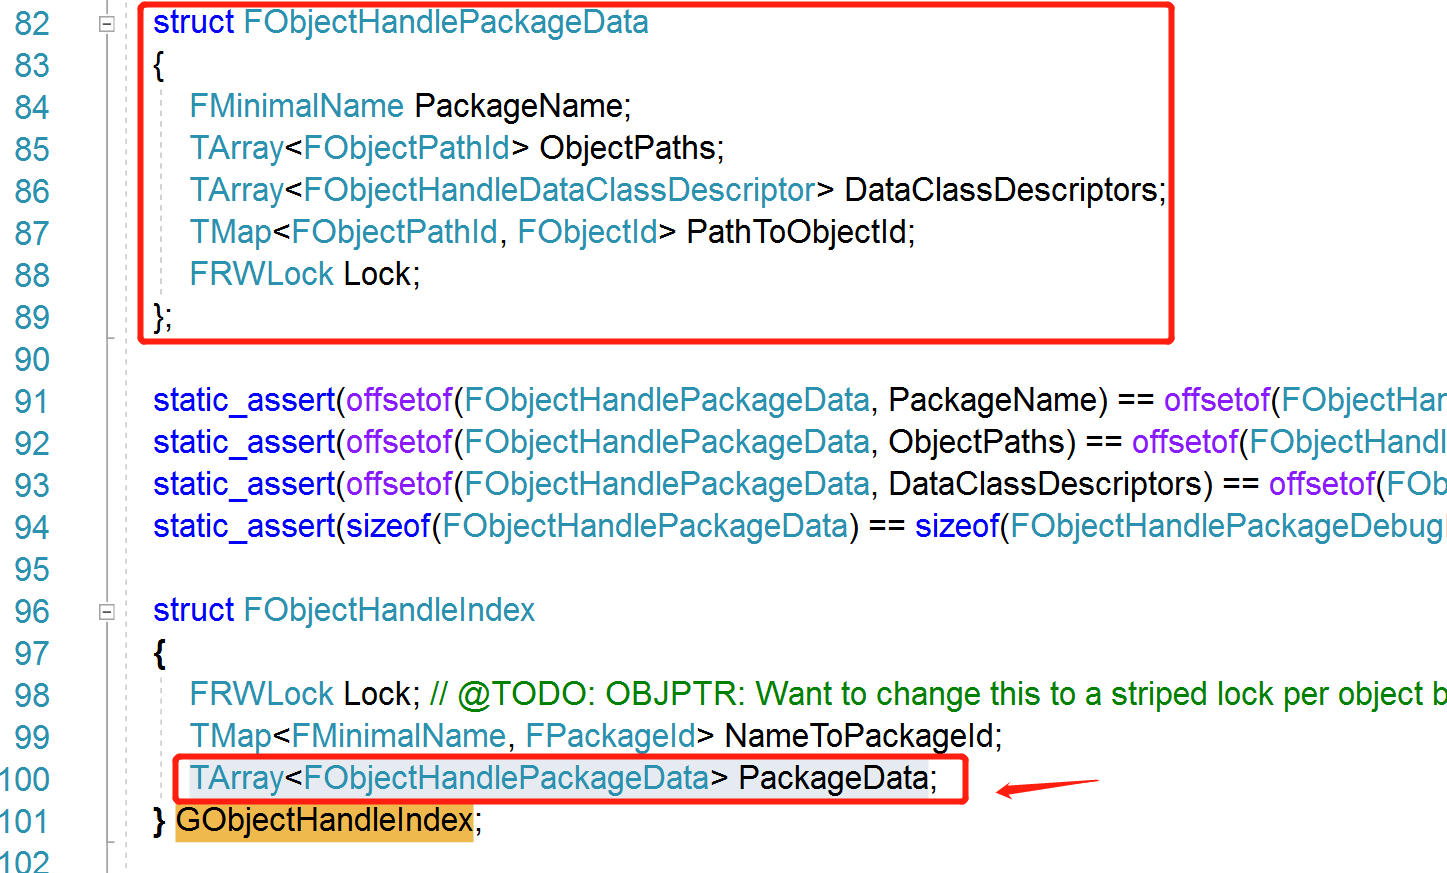 82 struct FObjectHandlePackageData
83 {
84 FMinimalName PackageName;
85 TArray<FObjectPathId> ObjectPaths;
86 TArray<FObjectHandleDataClassDescriptor> DataClassDescriptors;
87 TMap<FObjectPathId, FObjectId> PathToObjectId;
88 FRWLock Lock;
89 };
90
91 static_assert(offsetof(FObjectHandlePackageData, PackageName) == offsetof(FObjectHan
92 static_assert(offsetof(FObjectHandlePackageData, ObjectPaths) == offsetof(FObjectHandl
93 static_assert(offsetof(FObjectHandlePackageData, DataClassDescriptors) == offsetof(FOb
94 static_assert(sizeof(FObjectHandlePackageData) == sizeof(FObjectHandlePackageDebug
95
96 struct FObjectHandleIndex
97 {
98 FRWLock Lock; // @TODO: OBJPTR: Want to change this to a striped lock per object b
99 TMap<FMinimalName, FPackageId> NameToPackageId;
100 TArray<FObjectHandlePackageData> PackageData;
101 } GObjectHandleIndex;
102